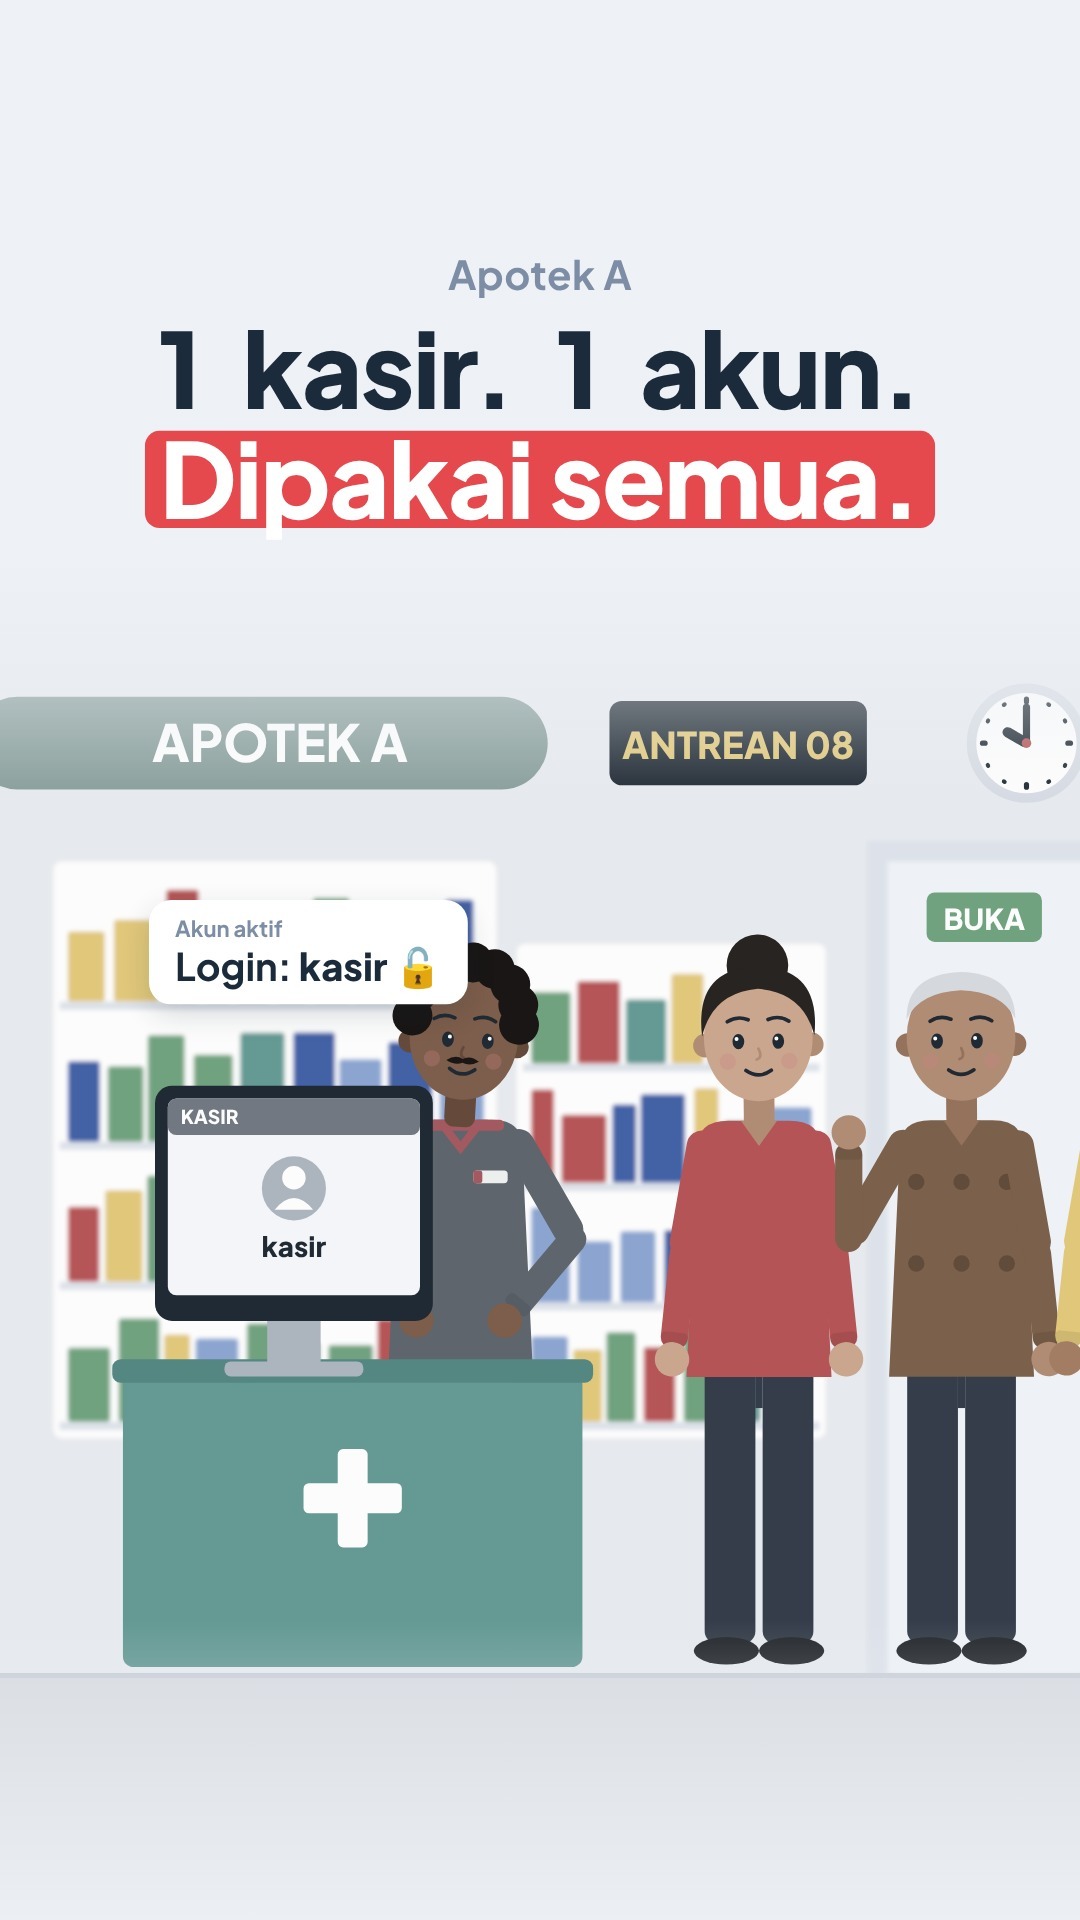 Apotek A
1 kasir. 1 akun.
Dipakai semua.
APOTEK A
ANTREAN 08
BUKA
Akun aktif
Login: kasir 🔓
KASIR
kasir